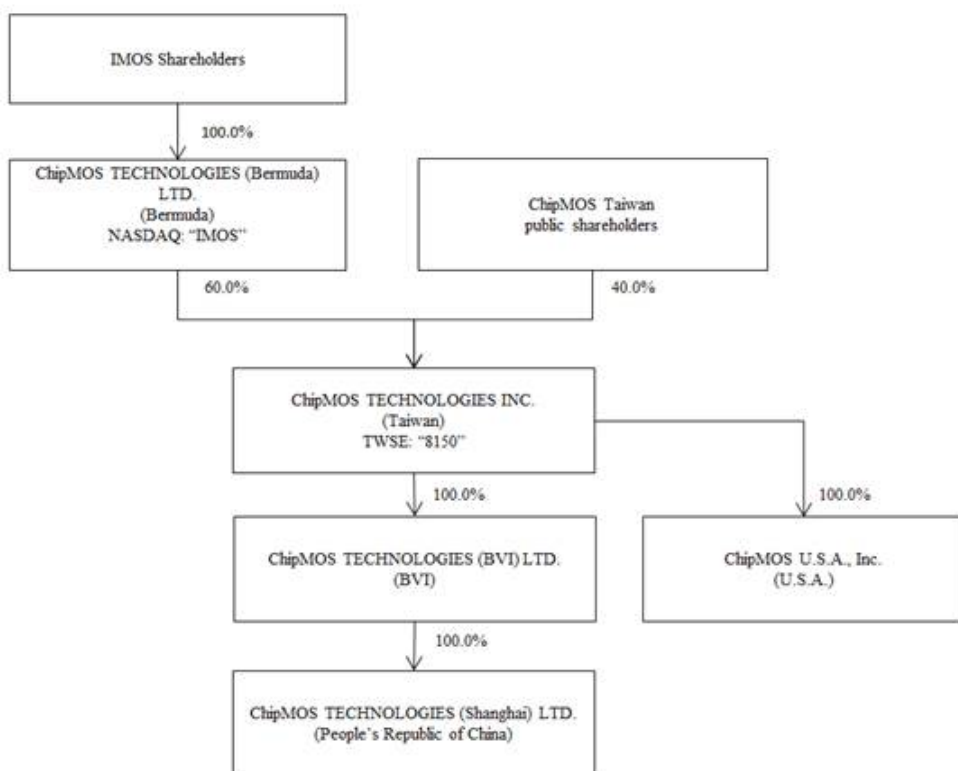 IMOS Shareholders
100.0%
ChipMOS TECHNOLOGIES (Bermuda)
LTD.
(Bermuda)
NASDAQ: “IMOS”
ChipMOS Taiwan
public shareholders
60.0%
40.0%
ChipMOS TECHNOLOGIES INC.
(Taiwan)
TWSE: “8150”
100.0%
100.0%
ChipMOS TECHNOLOGIES (BVI) LTD.
(BVI)
ChipMOS U.S.A., Inc.
(U.S.A.)
100.0%
ChipMOS TECHNOLOGIES (Shanghai) LTD.
(People’s Republic of China)